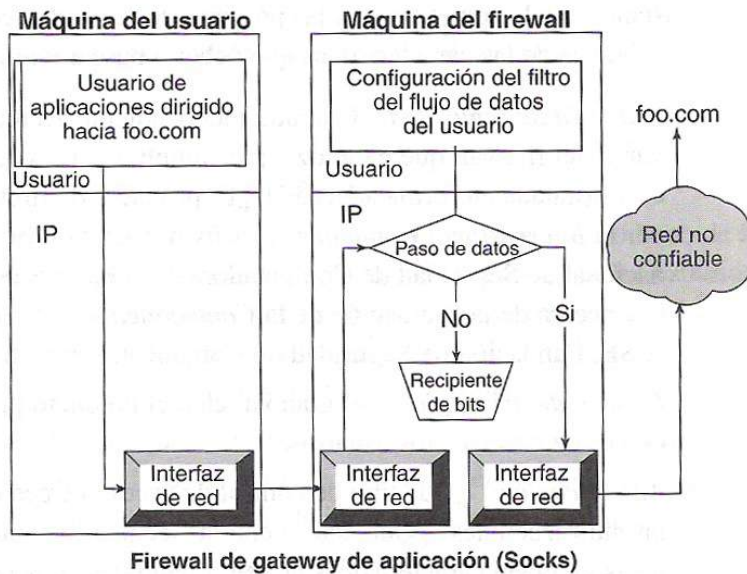 Máquina del usuario
Usuario de
aplicaciones dirigido
hacia foo.com
Usuario
IP
Interfaz
de red
Máquina del firewall
Configuración del filtro
del flujo de datos
del usuario
Usuario
IP
Paso de datos
No
Si
Recipiente
de bits
Interfaz
de red
Interfaz
de red
foo.com
Red no
confiable
Firewall de gateway de aplicación (Socks)